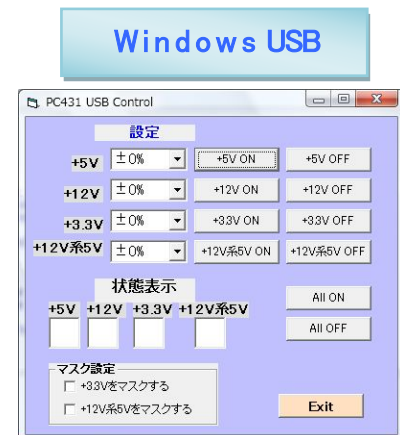 Windows USB
PC431 USB Control
設定
+5V ±0% +5V ON +5V OFF
+12V ±0% +12V ON +12V OFF
+3.3V ±0% +3.3V ON +3.3V OFF
+12V系5V ±0% +12V系5V ON +12V系5V OFF
状態表示
+5V +12V +3.3V +12V系5V
All ON
All OFF
マスク設定
+3.3Vをマスクする
+12V系5Vをマスクする
Exit